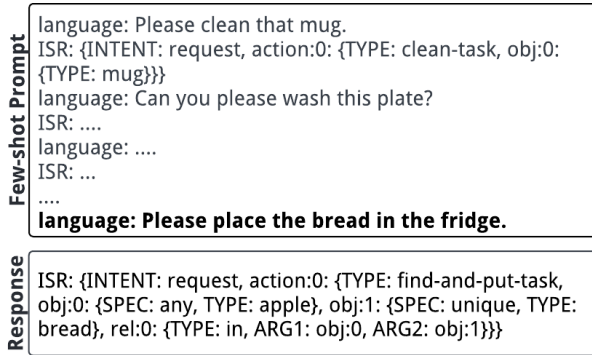 Few-shot Prompt
language: Please clean that mug.
ISR: {INTENT: request, action:0: {TYPE: clean-task, obj:0:
{TYPE: mug}}}
language: Can you please wash this plate?
ISR: ....
language: ....
ISR: ...
....
language: Please place the bread in the fridge.
Response
ISR: {INTENT: request, action:0: {TYPE: find-and-put-task,
obj:0: {SPEC: any, TYPE: apple}, obj:1: {SPEC: unique, TYPE:
bread}, rel:0: {TYPE: in, ARG1: obj:0, ARG2: obj:1}}}